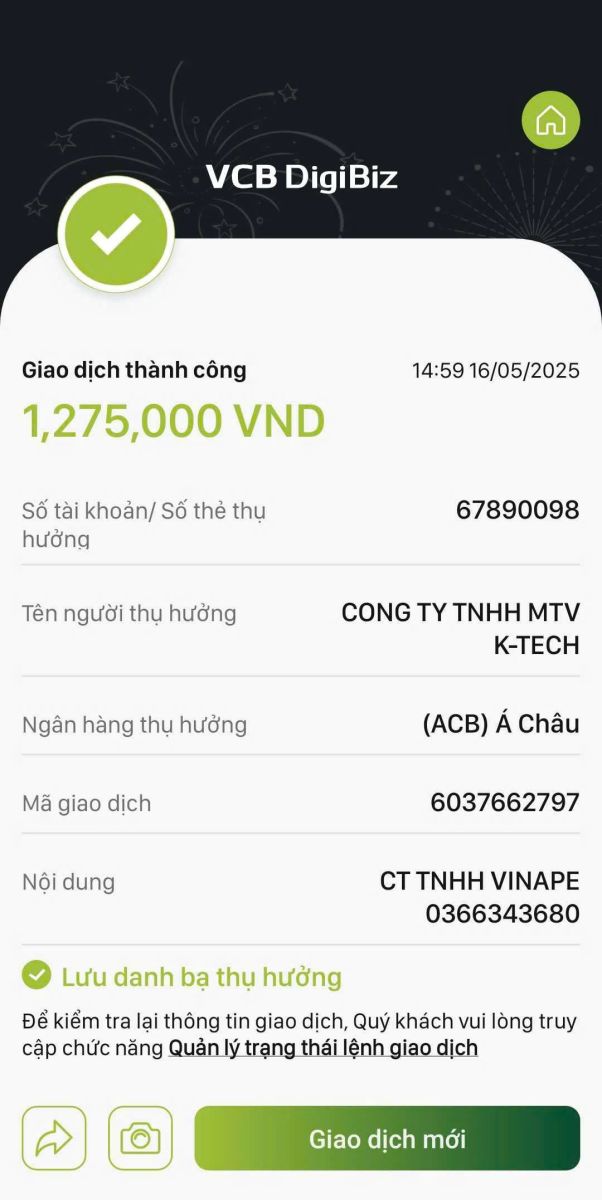 VCB DigiBiz
Giao dịch thành công 14:59 16/05/2025
1,275,000 VND
Số tài khoản/ Số thẻ thụ 67890098
hưởng
Tên người thụ hưởng CONG TY TNHH MTV
K-TECH
Ngân hàng thụ hưởng (ACB) Á Châu
Mã giao dịch 6037662797
Nội dung CT TNHH VINAPE
0366343680
Lưu danh bạ thụ hưởng
Để kiểm tra lại thông tin giao dịch, Quý khách vui lòng truy
cập chức năng Quản lý trạng thái lệnh giao dịch
Giao dịch mới